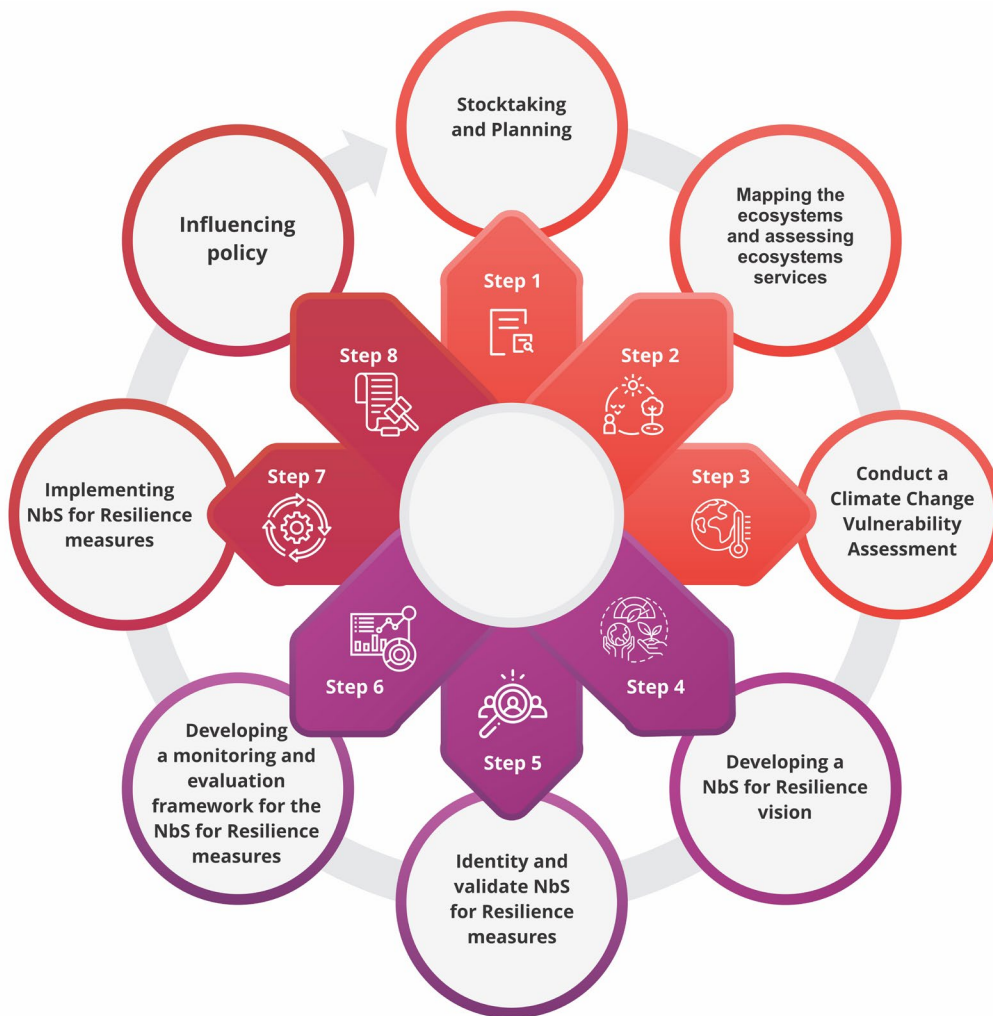 Step 1
Stocktaking
and Planning
Step 2
Mapping the
ecosystems
and assessing
ecosystems
services
Step 3
Conduct a
Climate Change
Vulnerability
Assessment
Step 4
Developing a
NbS for Resilience
vision
Step 5
Identity and
validate NbS
for Resilience
measures
Step 6
Developing
a monitoring and
evaluation
framework for the
NbS for Resilience
measures
Step 7
Implementing
NbS for Resilience
measures
Step 8
Influencing
policy